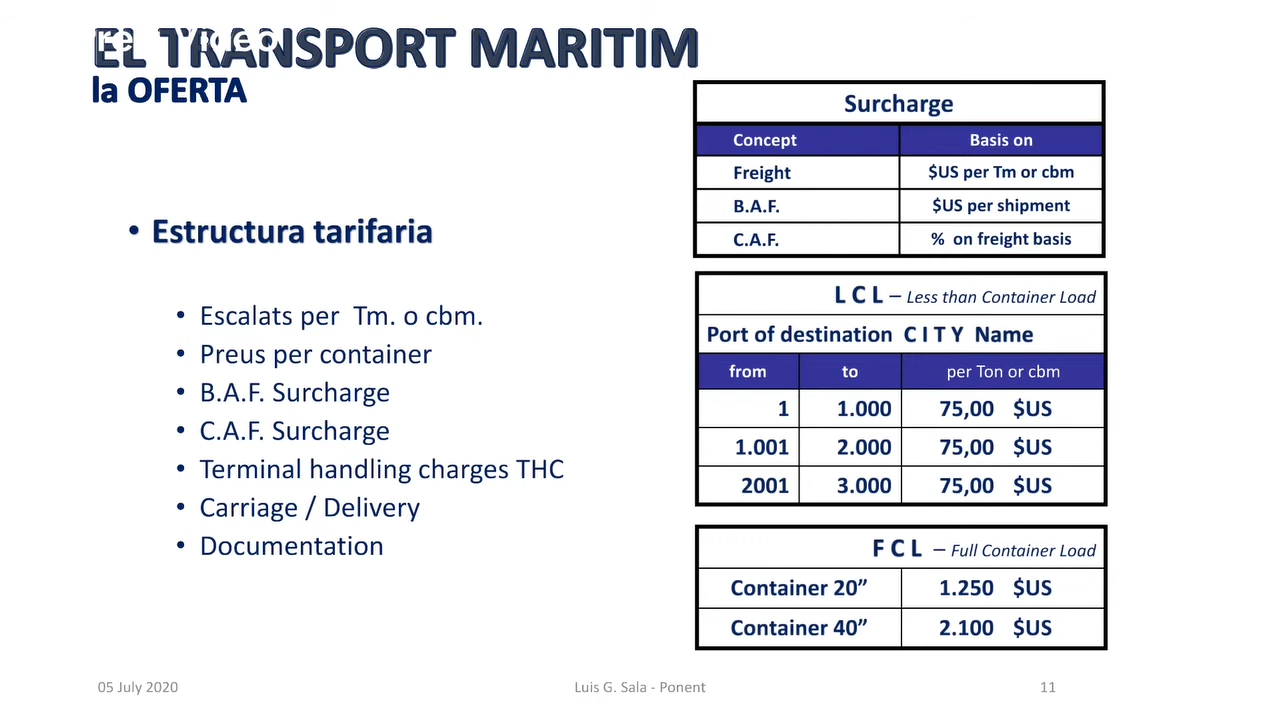 EL TRANSPORT MARITIM
la OFERTA
• Estructura tarifaria
• Escalats per Tm. o cbm.
• Preus per container
• B.A.F. Surcharge
• C.A.F. Surcharge
• Terminal handling charges THC
• Carriage / Delivery
• Documentation
Surcharge
Concept Basis on
Freight $US per Tm or cbm
B.A.F. $US per shipment
C.A.F. % on freight basis
L C L – Less than Container Load
Port of destination C I T Y Name
from to per Ton or cbm
1 1.000 75,00 $US
1.001 2.000 75,00 $US
2001 3.000 75,00 $US
F C L – Full Container Load
Container 20” 1.250 $US
Container 40” 2.100 $US
05 July 2020 Luis G. Sala - Ponent 11